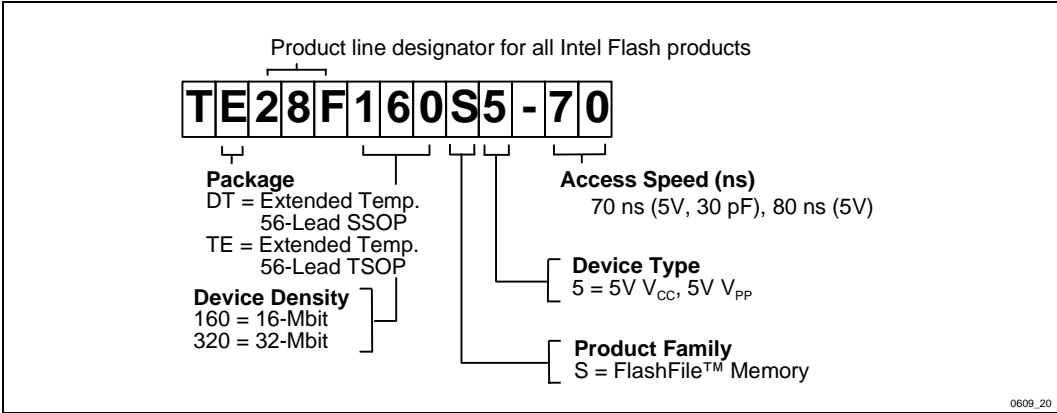 Product line designator for all Intel Flash products
TE28F160S5-70
Package
DT = Extended Temp.
56-Lead SSOP
TE = Extended Temp.
56-Lead TSOP
Device Density
160 = 16-Mbit
320 = 32-Mbit
Access Speed (ns)
70 ns (5V, 30 pF), 80 ns (5V)
Device Type
5 = 5V VCC, 5V VPP
Product Family
S = FlashFile™ Memory
0609_20